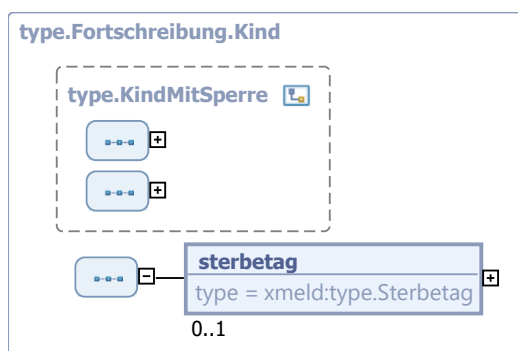 type.Fortschreibung.Kind
type.KindMitSperre
sterbetag
type = xmeld:type.Sterbetag
0..1